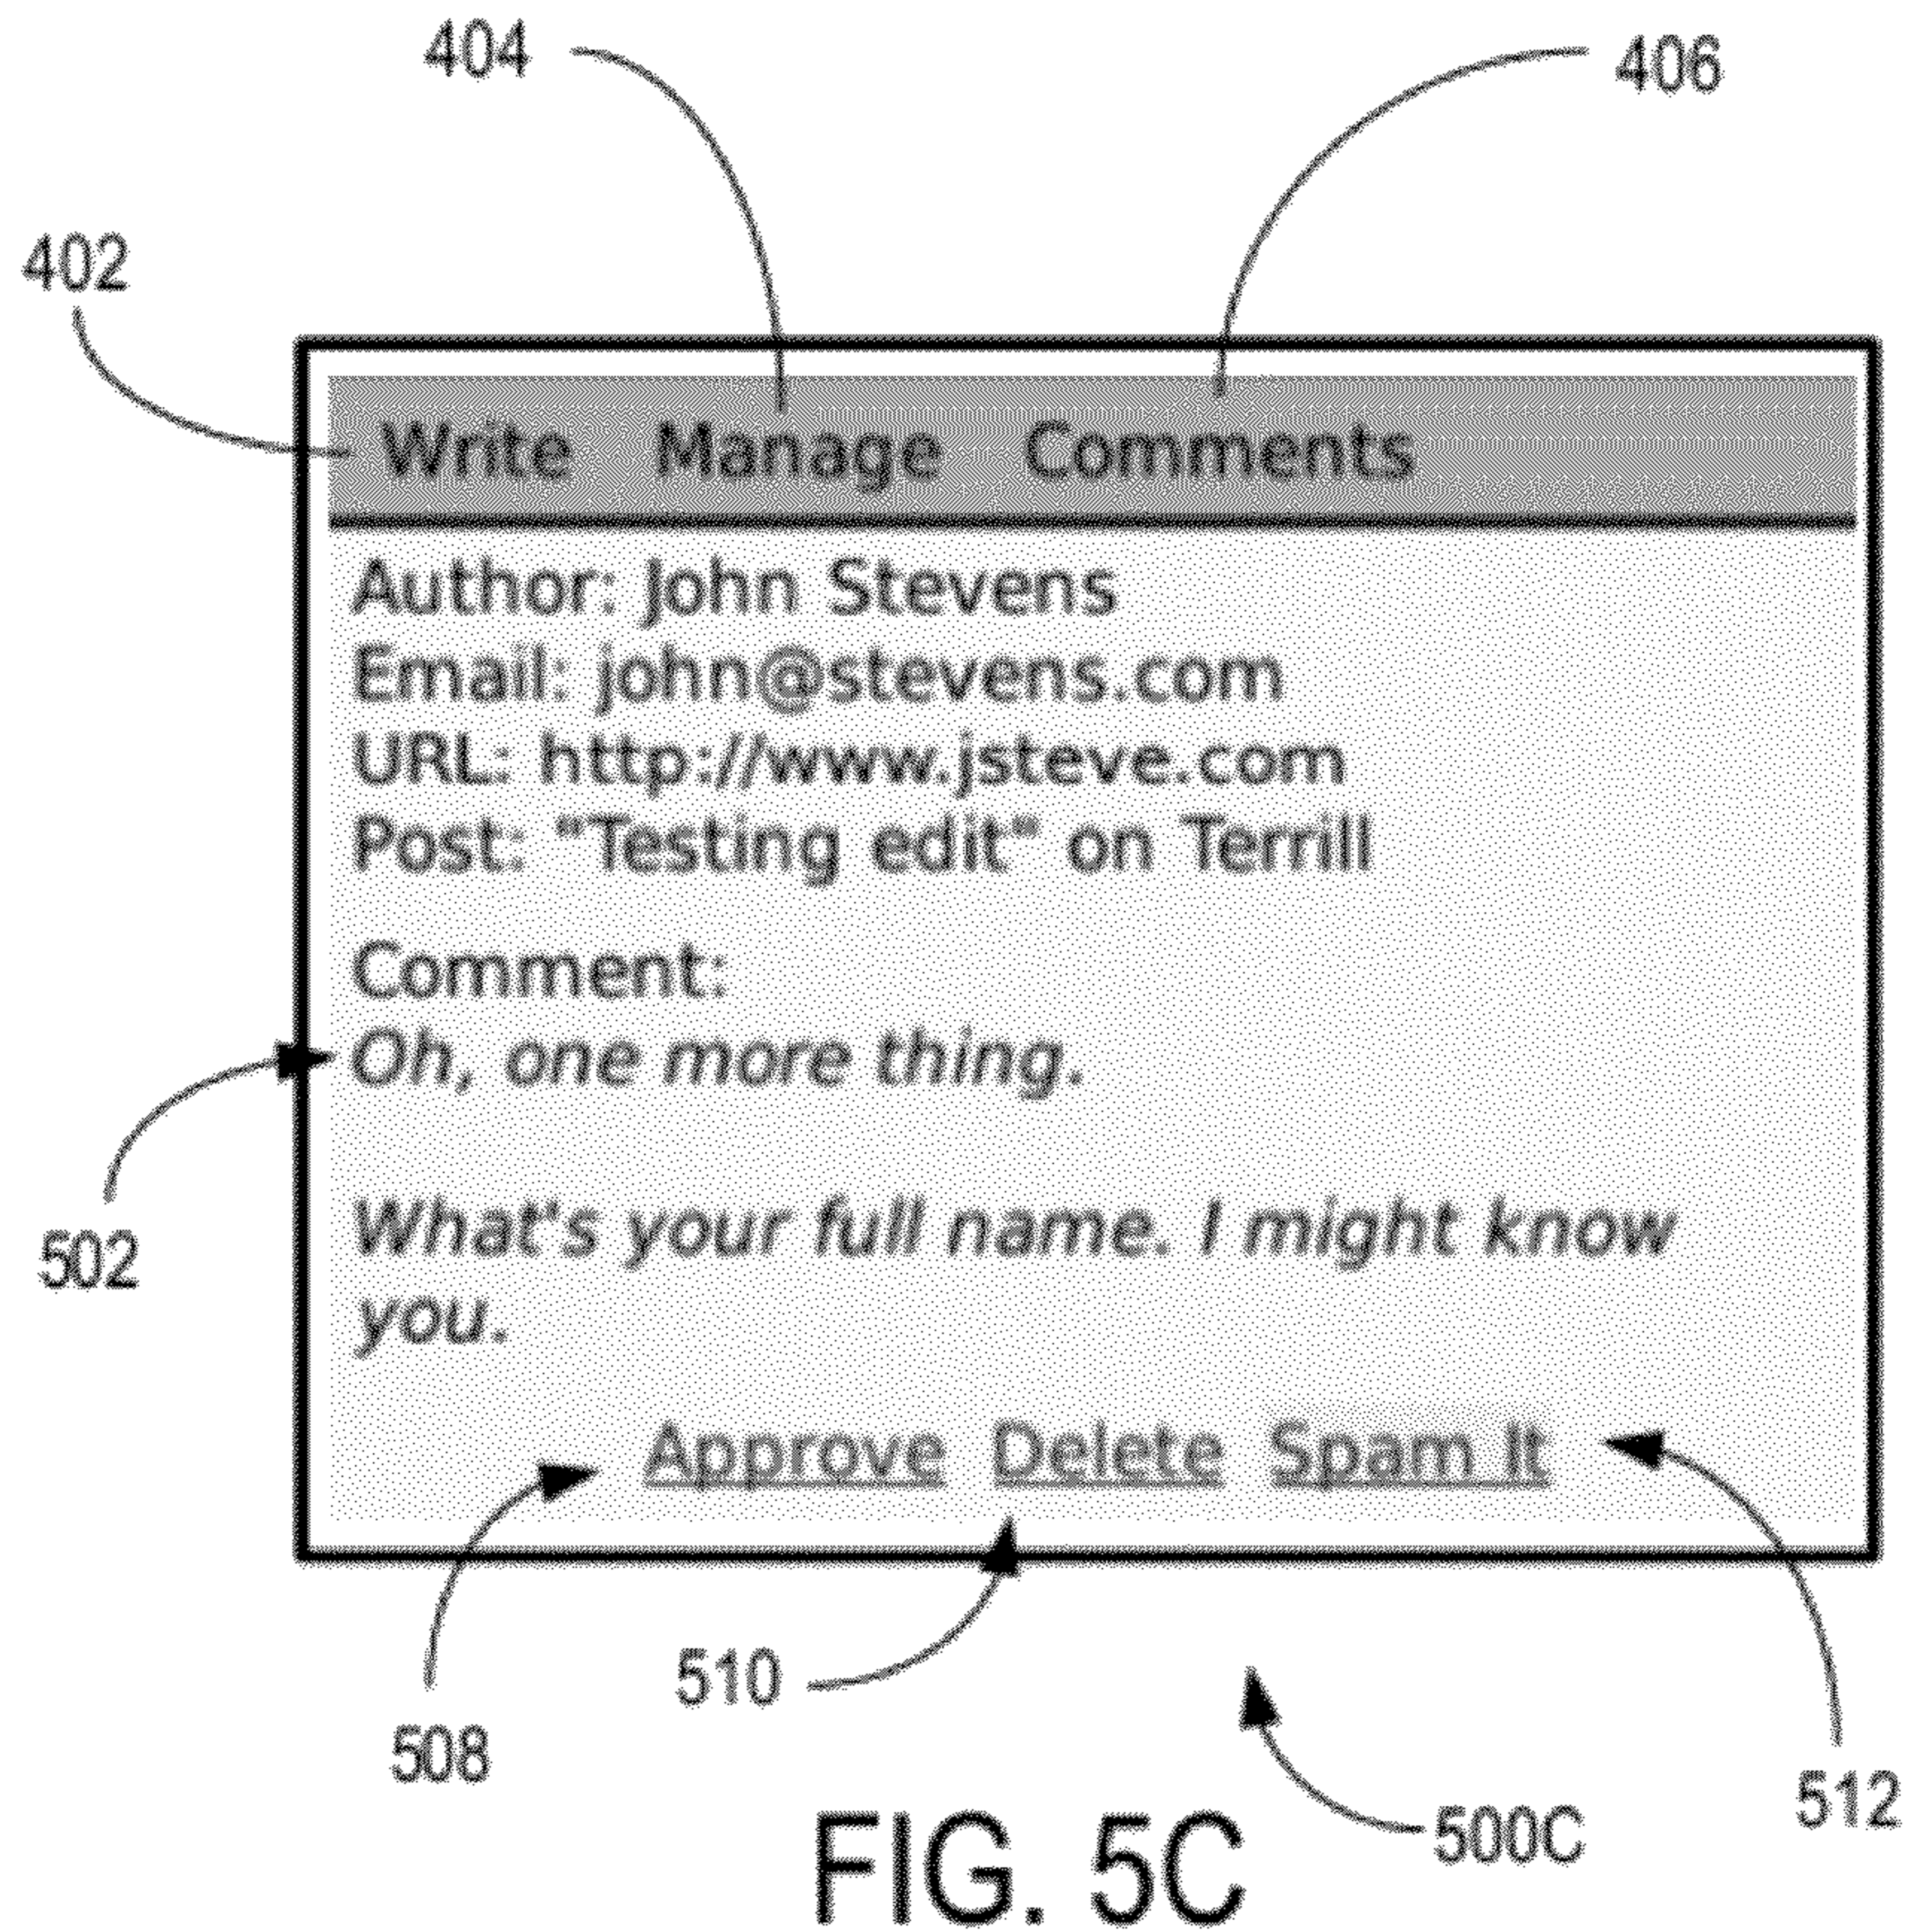 404
406
402
Write Manage Comments
Author: John Stevens
Email: john@stevens.com
URL: http://www.jsteve.com
Post: "Testing edit" on Terrill
Comment:
Oh, one more thing.
502
What's your full name. I might know
you.
Approve Delete Spam It
510
508
512
500C
FIG. 5C